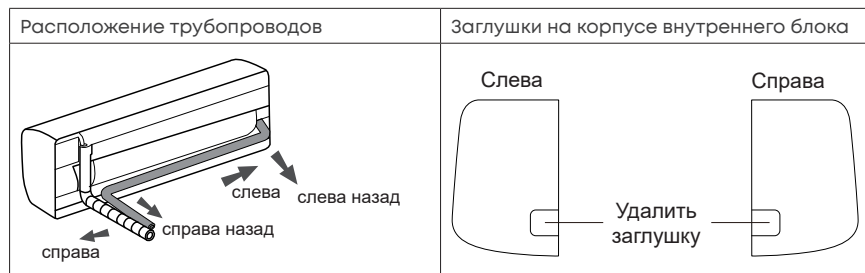 Расположение трубопроводов
Заглушки на корпусе внутреннего блока
Слева
Справа
слева
слева назад
справа назад
справа
Удалить
заглушку